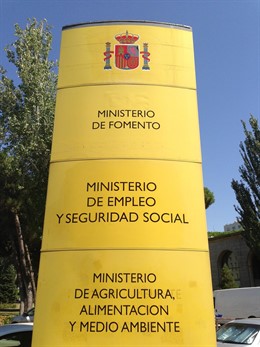 MINISTERIO
DE FOMENTO
MINISTERIO
DE EMPLEO
Y SEGURIDAD SOCIAL
MINISTERIO
DE AGRICULTURA,
ALIMENTACION
Y MEDIO AMBIENTE